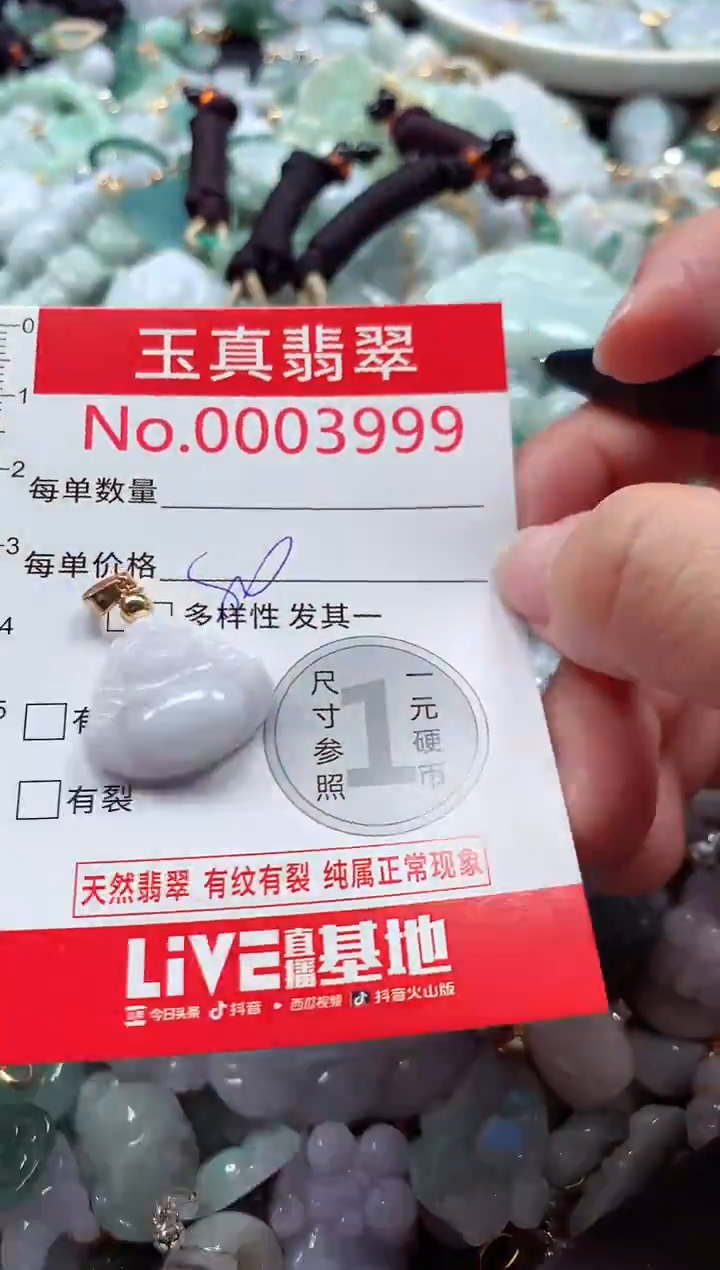 玉真翡翠
No.0003999
每单数量
每单价格
多样性 发其一
有
有裂
尺寸参照
1
一元硬币
天然翡翠 有纹有裂 纯属正常现象
LiVE直播基地
今日头条 抖音 西瓜视频 抖音火山版
0
1
2
3
4
5